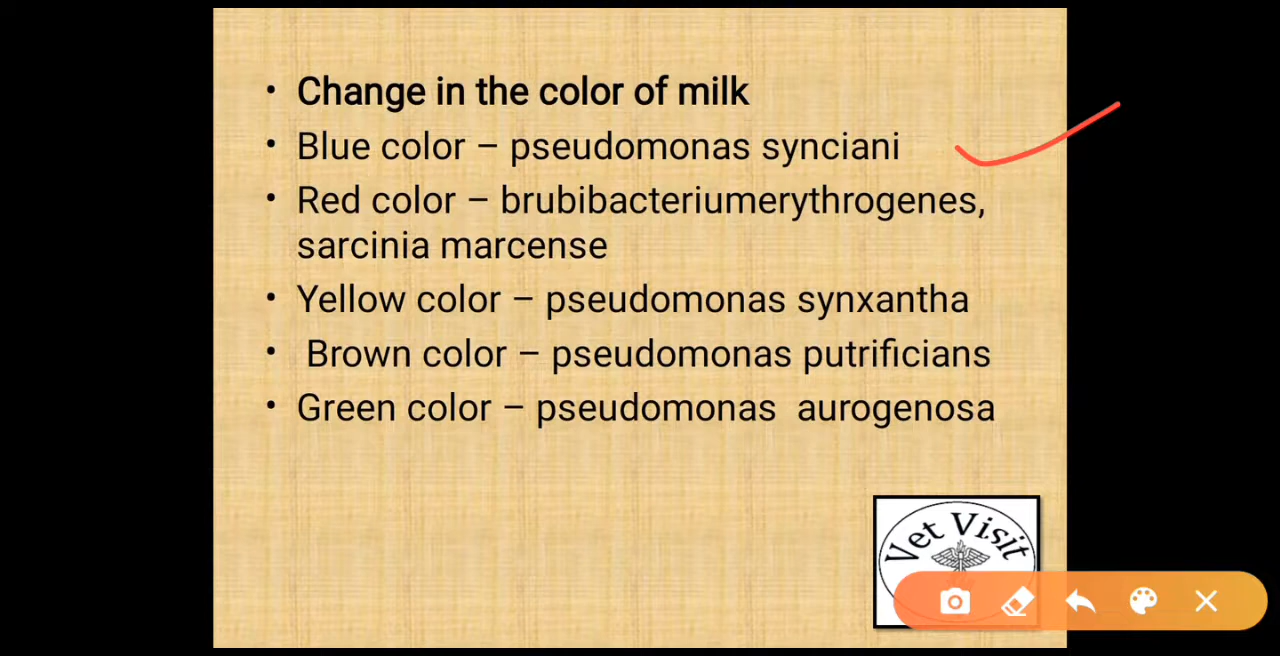 • Change in the color of milk
• Blue color – pseudomonas synciani
• Red color – brubibacteriumerythrogenes,
sarcinia marcense
• Yellow color – pseudomonas synxantha
• Brown color – pseudomonas putrificians
• Green color – pseudomonas aurogenosa
Vet Visit